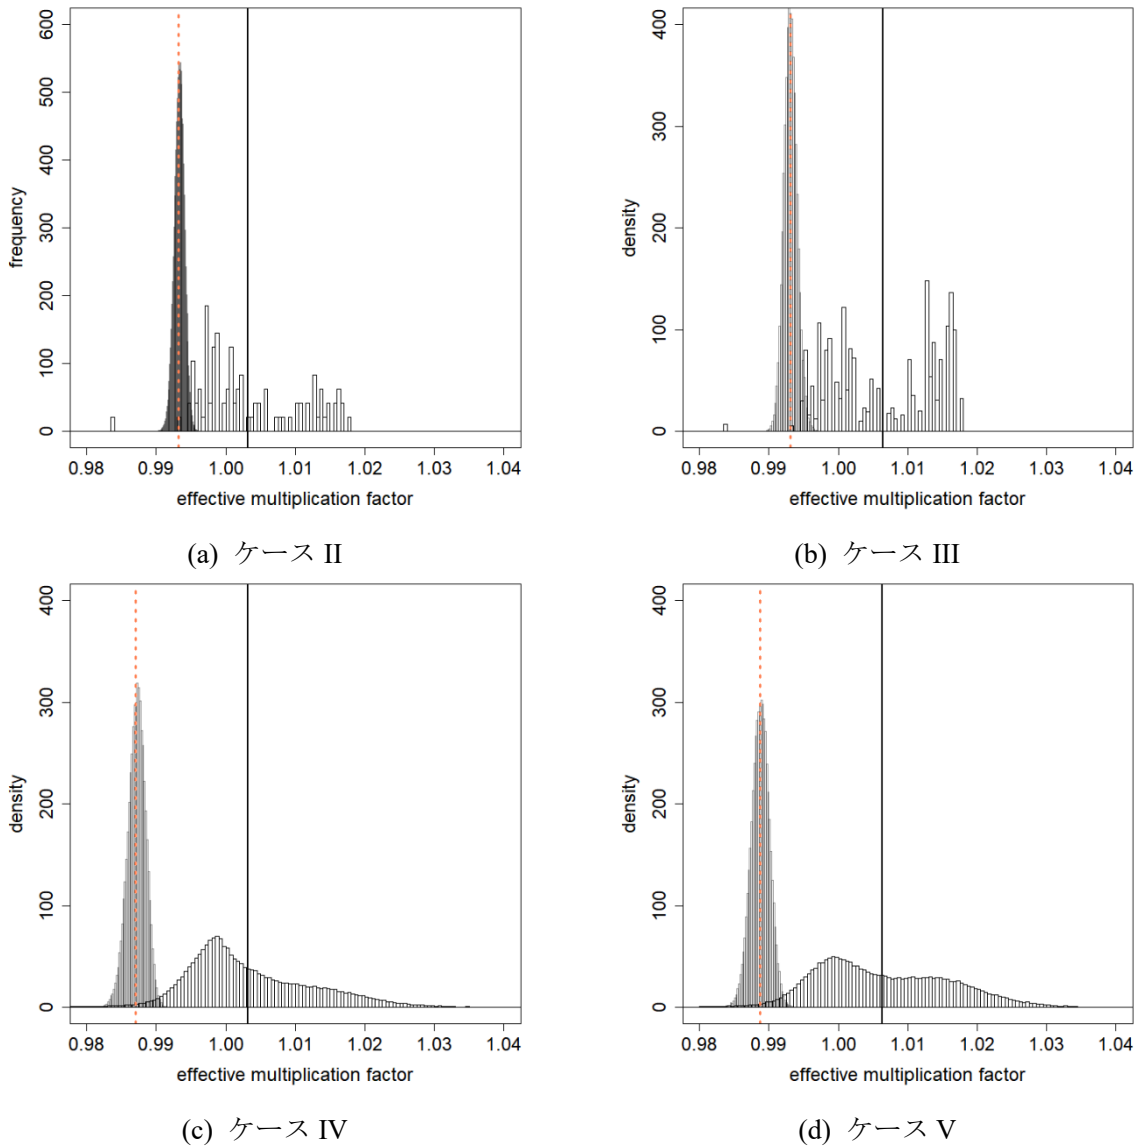 600
500
400
300
200
100
0
frequency
0.98 0.99 1.00 1.01 1.02 1.03 1.04
effective multiplication factor
(a) ケース II
400
300
200
100
0
density
0.98 0.99 1.00 1.01 1.02 1.03 1.04
effective multiplication factor
(b) ケース III
400
300
200
100
0
density
0.98 0.99 1.00 1.01 1.02 1.03 1.04
effective multiplication factor
(c) ケース IV
400
300
200
100
0
density
0.98 0.99 1.00 1.01 1.02 1.03 1.04
effective multiplication factor
(d) ケース V